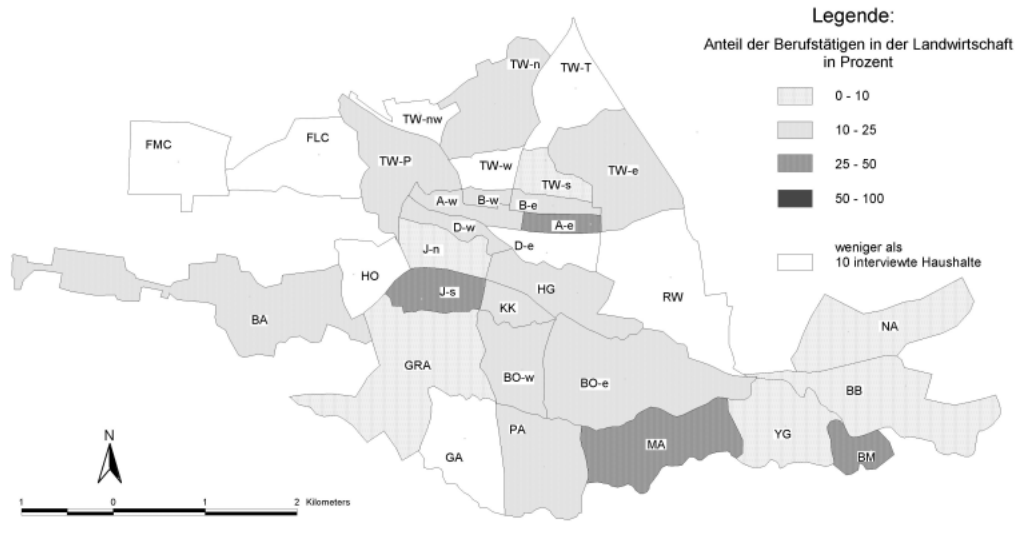 Legende:
Anteil der Berufstätigen in der Landwirtschaft
in Prozent
0 - 10
10 - 25
25 - 50
50 - 100
weniger als
10 interviewte Haushalte
TW-n
TW-T
TW-nw
FMC
FLC
TW-P
TW-w
TW-e
TW-s
A-w
B-w
B-e
A-e
D-w
D-e
J-n
HO
HG
J-s
RW
KK
BA
NA
GRA
BO-w
BO-e
BB
PA
YG
MA
GA
BM
N
1 0 1 2 Kilometers